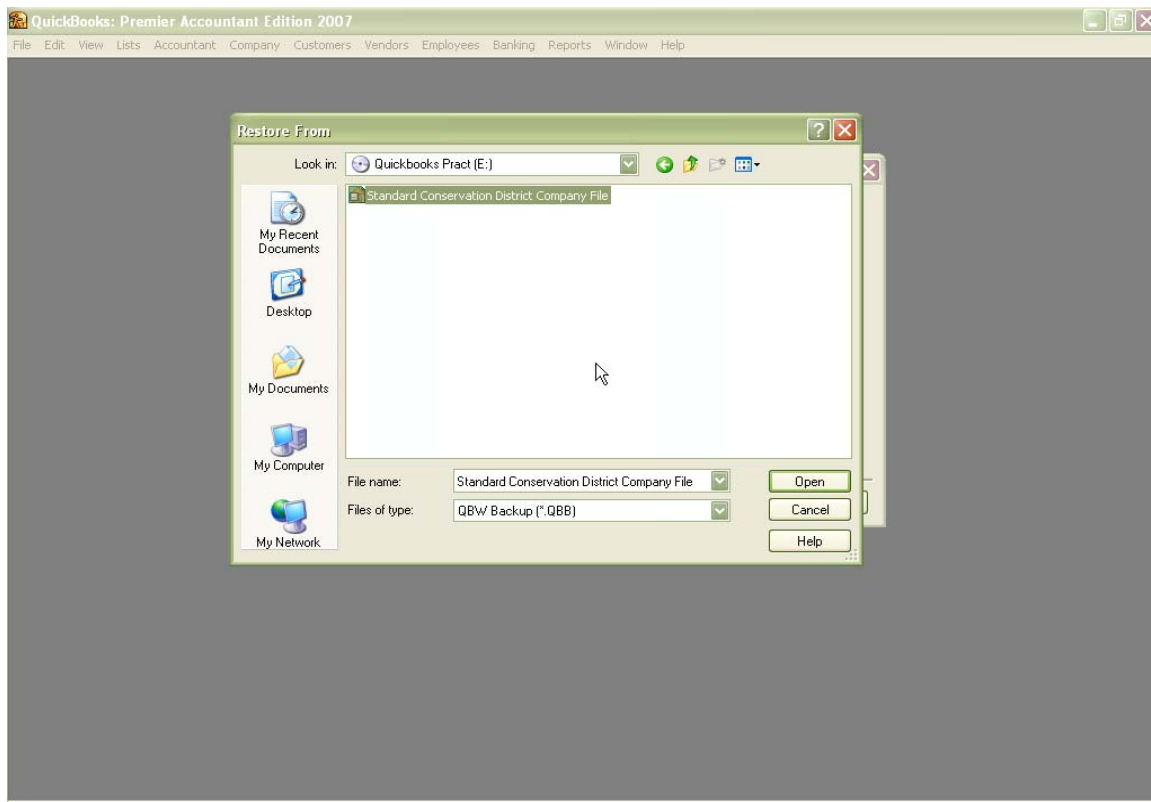 QuickBooks: Premier Accountant Edition 2007
File Edit View Lists Accountant Company Customers Vendors Employees Banking Reports Window Help
Restore From
Look in: Quickbooks Pract (E:)
Standard Conservation District Company File
My Recent
Documents
Desktop
My Documents
My Computer
My Network
File name: Standard Conservation District Company File Open
Files of type: QBW Backup (*.QBB) Cancel
Help